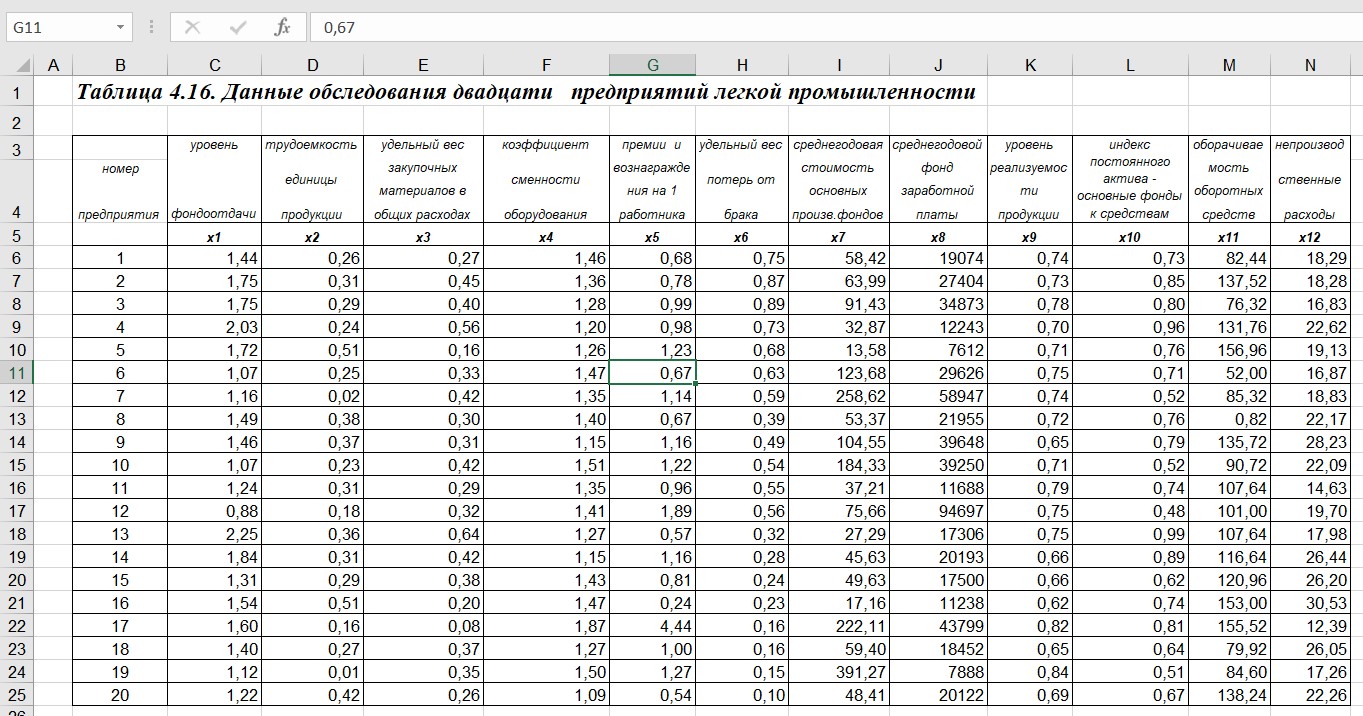 G11 fx 0,67
A B C D E F G H I J K L M N
1 Таблица 4.16. Данные обследования двадцати предприятий легкой промышленности
2
3 уровень трудоемкость удельный вес коэффициент премии и удельный вес среднегодовая среднегодовой уровень индекс оборачивае непроизвод
номер единицы закупочных сменности вознагражде потерь от стоимость фонд реализуемос постоянного мость ственные
материалов в ния на 1 основных заработной ти актива - оборотных
основные фонды
4 предприятия фондоотдачи продукции общих расходах оборудования работника брака произв.фондов платы продукции к средствам средств расходы
5 x1 x2 x3 x4 x5 x6 x7 x8 x9 x10 x11 x12
6 1 1,44 0,26 0,27 1,46 0,68 0,75 58,42 19074 0,74 0,73 82,44 18,29
7 2 1,75 0,31 0,45 1,36 0,78 0,87 63,99 27404 0,73 0,85 137,52 18,28
8 3 1,75 0,29 0,40 1,28 0,99 0,89 91,43 34873 0,78 0,80 76,32 16,83
9 4 2,03 0,24 0,56 1,20 0,98 0,73 32,87 12243 0,70 0,96 131,76 22,62
10 5 1,72 0,51 0,16 1,26 1,23 0,68 13,58 7612 0,71 0,76 156,96 19,13
11 6 1,07 0,25 0,33 1,47 0,67 0,63 123,68 29626 0,75 0,71 52,00 16,87
12 7 1,16 0,02 0,42 1,35 1,14 0,59 258,62 58947 0,74 0,52 85,32 18,83
13 8 1,49 0,38 0,30 1,40 0,67 0,39 53,37 21955 0,72 0,76 0,82 22,17
14 9 1,46 0,37 0,31 1,15 1,16 0,49 104,55 39648 0,65 0,79 135,72 28,23
15 10 1,07 0,23 0,42 1,51 1,22 0,54 184,33 39250 0,71 0,52 90,72 22,09
16 11 1,24 0,31 0,29 1,35 0,96 0,55 37,21 11688 0,79 0,74 107,64 14,63
17 12 0,88 0,18 0,32 1,41 1,89 0,56 75,66 94697 0,75 0,48 101,00 19,70
18 13 2,25 0,36 0,64 1,27 0,57 0,32 27,29 17306 0,75 0,99 107,64 17,98
19 14 1,84 0,31 0,42 1,15 1,16 0,28 45,63 20193 0,66 0,89 116,64 26,44
20 15 1,31 0,29 0,38 1,43 0,81 0,24 49,63 17500 0,66 0,62 120,96 26,20
21 16 1,54 0,51 0,20 1,47 0,24 0,23 17,16 11238 0,62 0,74 153,00 30,53
22 17 1,60 0,16 0,08 1,87 4,44 0,16 222,11 43799 0,82 0,81 155,52 12,39
23 18 1,40 0,27 0,37 1,27 1,00 0,16 59,40 18452 0,65 0,64 79,92 26,05
24 19 1,12 0,01 0,35 1,50 1,27 0,15 391,27 7888 0,84 0,51 84,60 17,26
25 20 1,22 0,42 0,26 1,09 0,54 0,10 48,41 20122 0,69 0,67 138,24 22,26